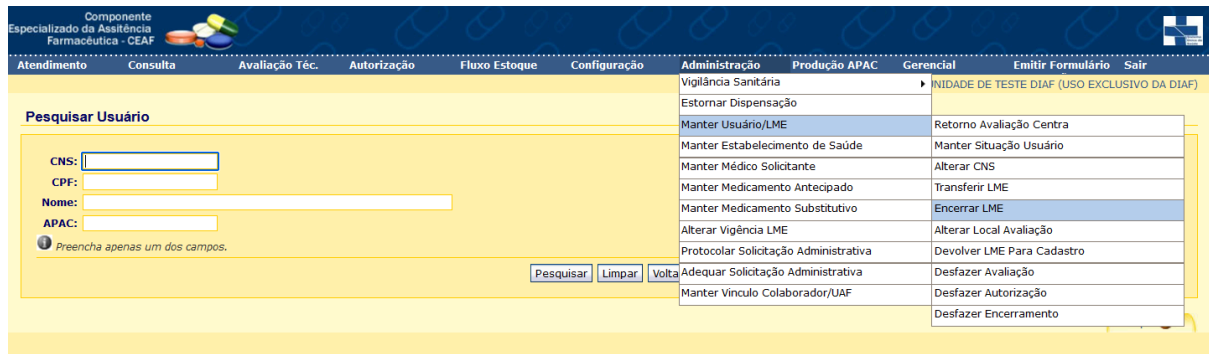 Componente
Especializado da Assitência
Farmacêutica - CEAF
Atendimento Consulta Avaliação Téc. Autorização Fluxo Estoque Configuração Administração Produção APAC Gerencial Emitir Formulário Sair
UNIDADE DE TESTE DIAF (USO EXCLUSIVO DA DIAF)
Pesquisar Usuário
CNS:
CPF:
Nome:
APAC:
Preencha apenas um dos campos.
Pesquisar Limpar
Vigilância Sanitária
Estornar Dispensação
Manter Usuário/LME
Manter Estabelecimento de Saúde
Manter Médico Solicitante
Manter Medicamento Antecipado
Manter Medicamento Substitutivo
Alterar Vigência LME
Protocolar Solicitação Administrativa
Adequar Solicitação Administrativa
Manter Vinculo Colaborador/UAF
Retorno Avaliação Centra
Manter Situação Usuário
Alterar CNS
Transferir LME
Encerrar LME
Alterar Local Avaliação
Devolver LME Para Cadastro
Desfazer Avaliação
Desfazer Autorização
Desfazer Encerramento